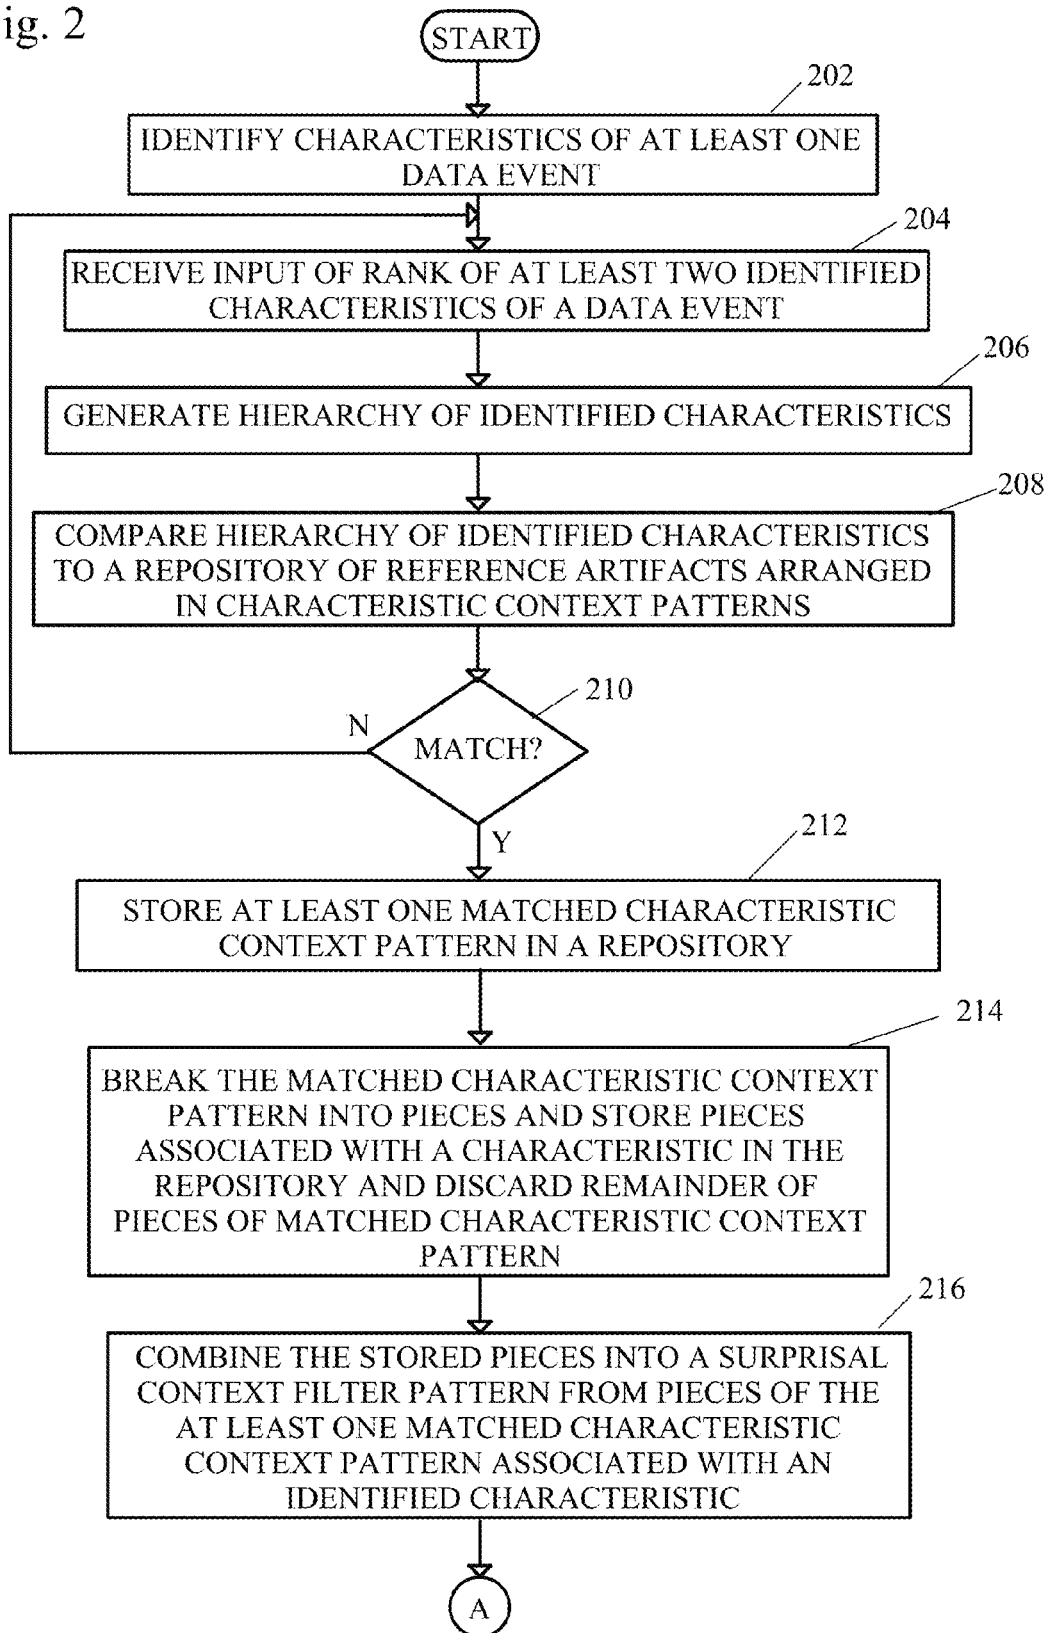 ig. 2
START
202
IDENTIFY CHARACTERISTICS OF AT LEAST ONE
DATA EVENT
204
RECEIVE INPUT OF RANK OF AT LEAST TWO IDENTIFIED
CHARACTERISTICS OF A DATA EVENT
206
GENERATE HIERARCHY OF IDENTIFIED CHARACTERISTICS
208
COMPARE HIERARCHY OF IDENTIFIED CHARACTERISTICS
TO A REPOSITORY OF REFERENCE ARTIFACTS ARRANGED
IN CHARACTERISTIC CONTEXT PATTERNS
210
N
MATCH?
Y
212
STORE AT LEAST ONE MATCHED CHARACTERISTIC
CONTEXT PATTERN IN A REPOSITORY
214
BREAK THE MATCHED CHARACTERISTIC CONTEXT
PATTERN INTO PIECES AND STORE PIECES
ASSOCIATED WITH A CHARACTERISTIC IN THE
REPOSITORY AND DISCARD REMAINDER OF
PIECES OF MATCHED CHARACTERISTIC CONTEXT
PATTERN
216
COMBINE THE STORED PIECES INTO A SURPRISAL
CONTEXT FILTER PATTERN FROM PIECES OF THE
AT LEAST ONE MATCHED CHARACTERISTIC
CONTEXT PATTERN ASSOCIATED WITH AN
IDENTIFIED CHARACTERISTIC
A